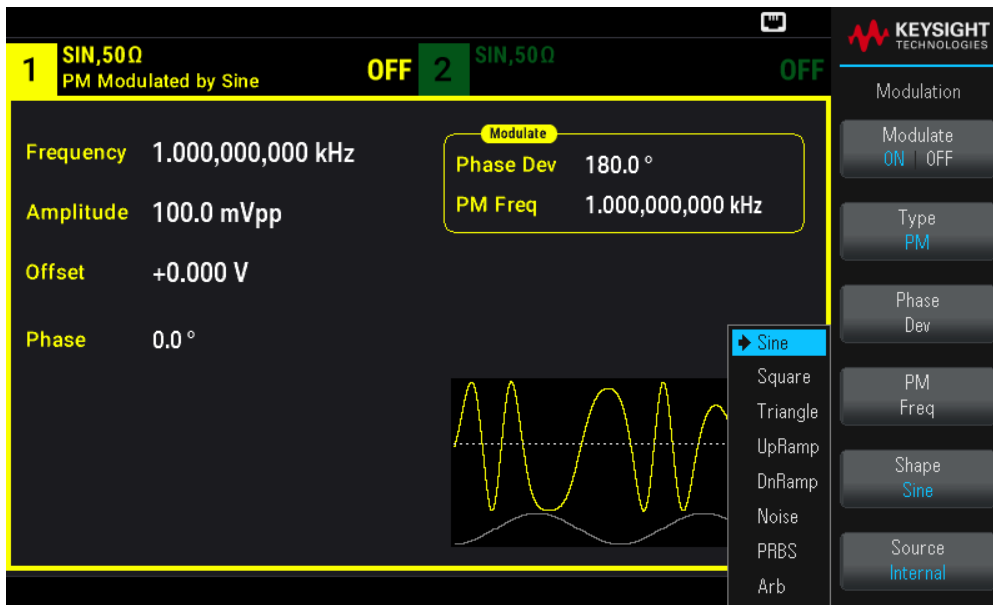 KEYSIGHT
TECHNOLOGIES
1
SIN,50Ω
PM Modulated by Sine
OFF
2
SIN,50Ω
OFF
Frequency 1.000,000,000 kHz
Amplitude 100.0 mVpp
Offset +0.000 V
Phase 0.0 °
Modulate
Phase Dev 180.0 °
PM Freq 1.000,000,000 kHz
Sine
Square
Triangle
UpRamp
DnRamp
Noise
PRBS
Arb
Modulation
Modulate
ON | OFF
Type
PM
Phase
Dev
PM
Freq
Shape
Sine
Source
Internal